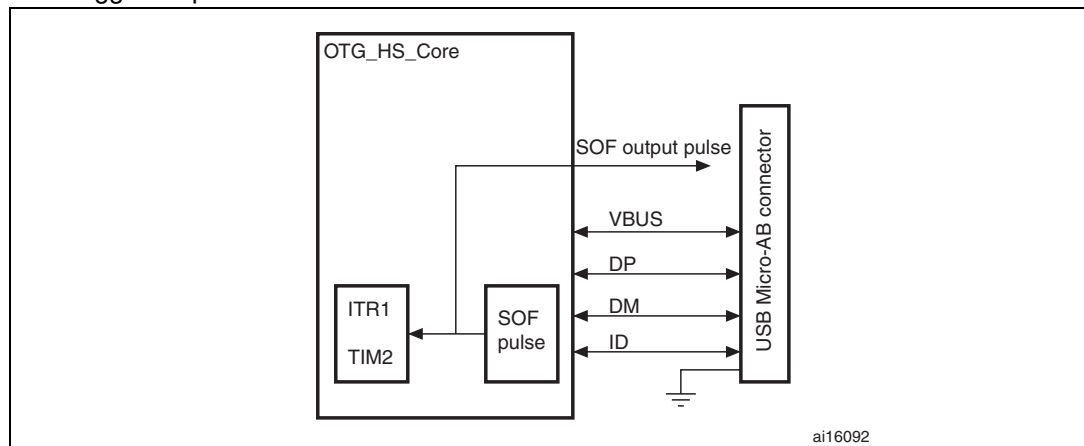 OTG_HS_Core
SOF output pulse
VBUS
DP
DM
ID
ITR1
TIM2
SOF
pulse
USB Micro-AB connector
ai16092